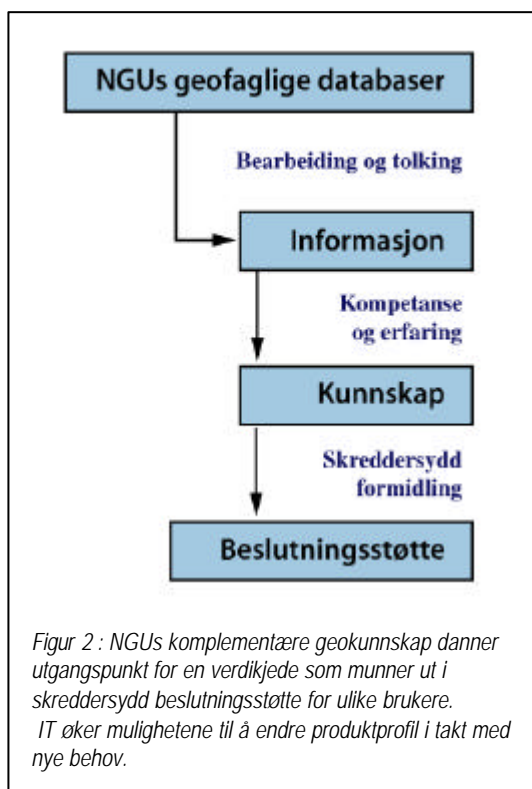 NGUs geofaglige databaser
Bearbeiding og tolking
Informasjon
Kompetanse
og erfaring
Kunnskap
Skreddersydd
formidling
Beslutningsstøtte
Figur 2 : NGUs komplementære geokunnskap danner
utgangspunkt for en verdikjede som munner ut i
skreddersydd beslutningsstøtte for ulike brukere.
IT øker mulighetene til å endre produktprofil i takt med
nye behov.